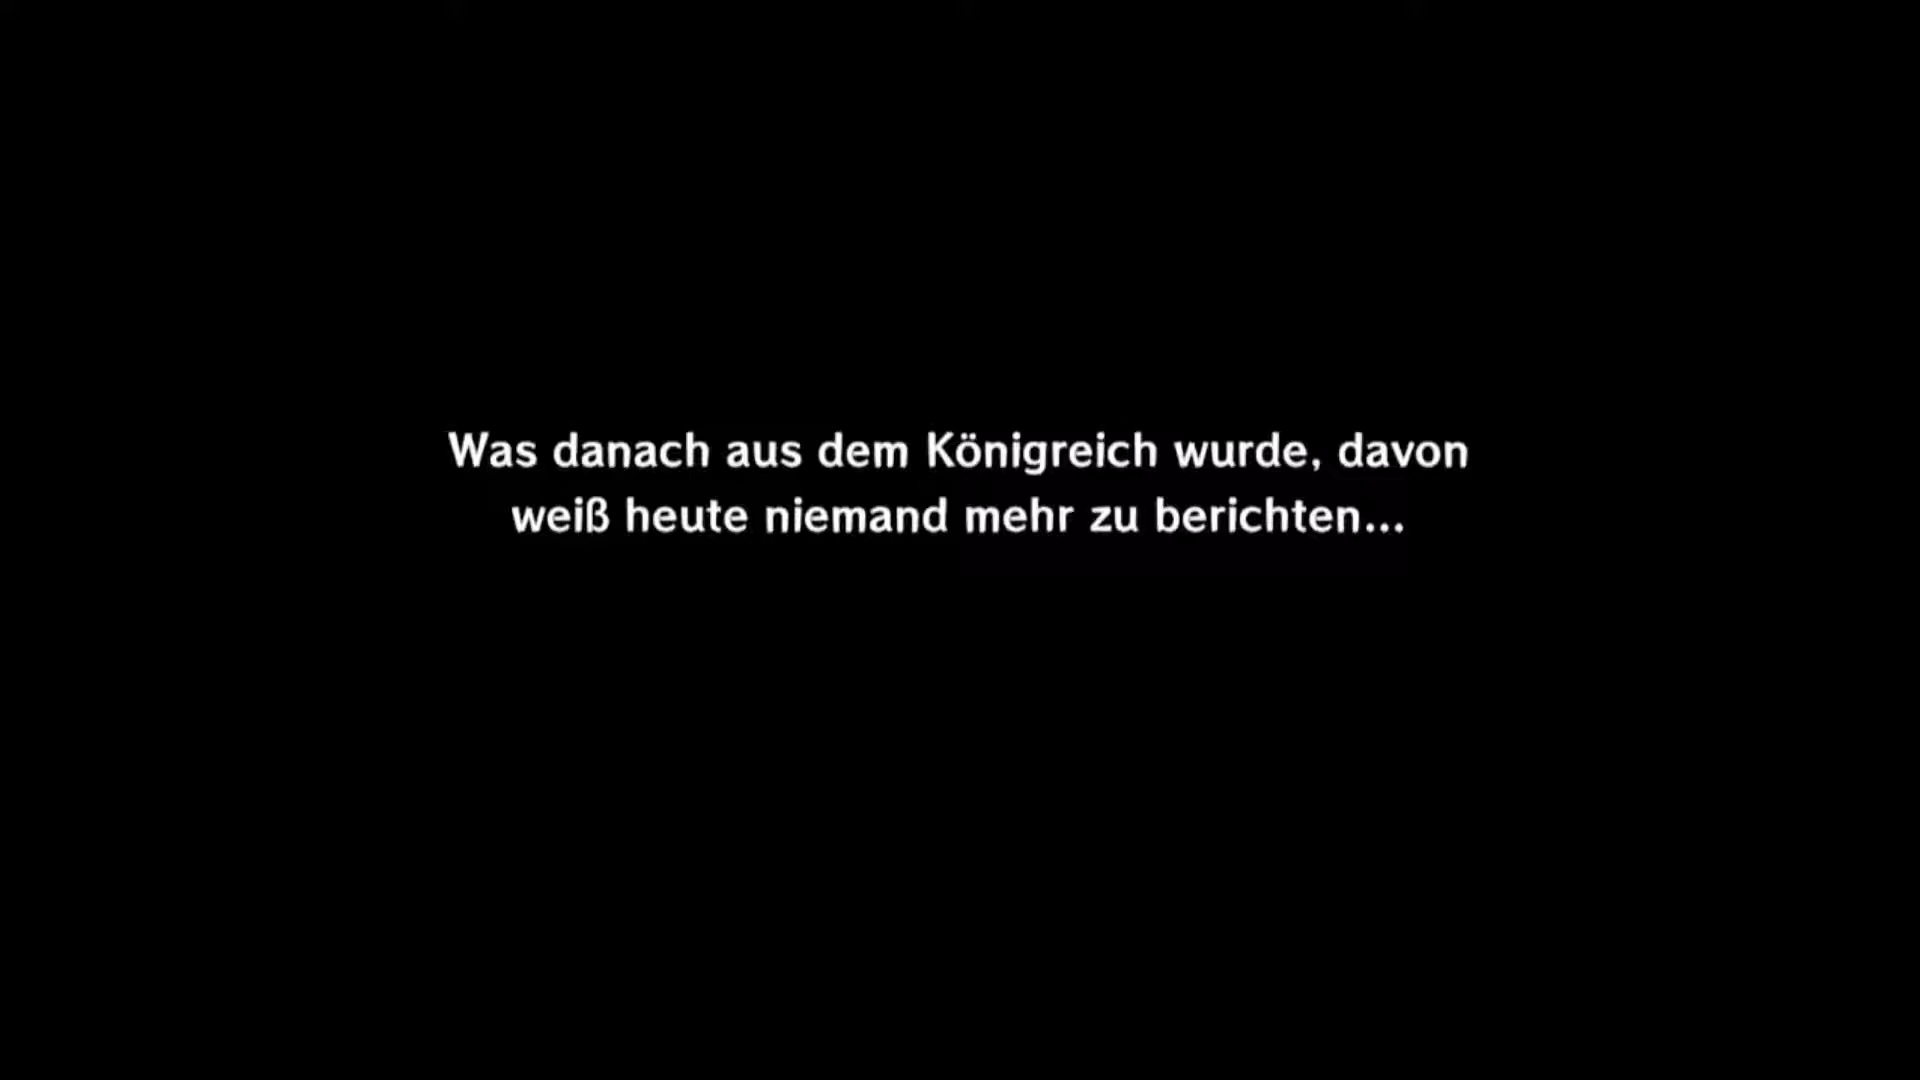 Was danach aus dem Königreich wurde, davon
weiß heute niemand mehr zu berichten...